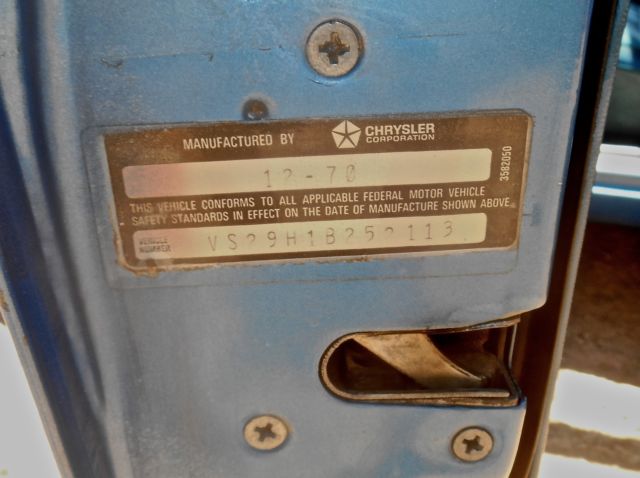 MANUFACTURED BY CHRYSLER CORPORATION
12-70
THIS VEHICLE CONFORMS TO ALL APPLICABLE FEDERAL MOTOR VEHICLE
SAFETY STANDARDS IN EFFECT ON THE DATE OF MANUFACTURE SHOWN ABOVE.
VEHICLE NUMBER VS29H1B252113
3582050